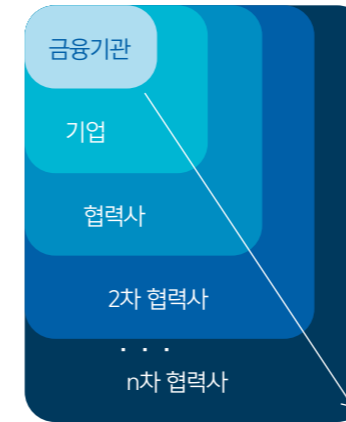 금융기관
기업
협력사
2차 협력사
. . .
n차 협력사